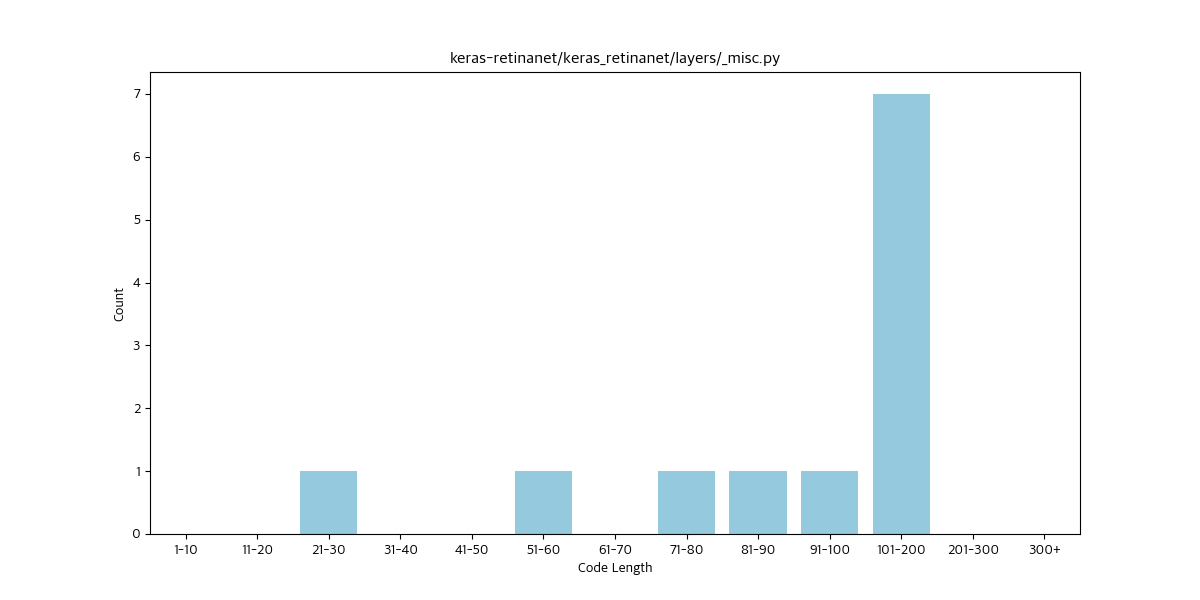 keras-retinanet/keras_retinanet/layers/_misc.py
7
6
5
4
3
2
1
0
Count
1-10 11-20 21-30 31-40 41-50 51-60 61-70 71-80 81-90 91-100 101-200 201-300 300+
Code Length